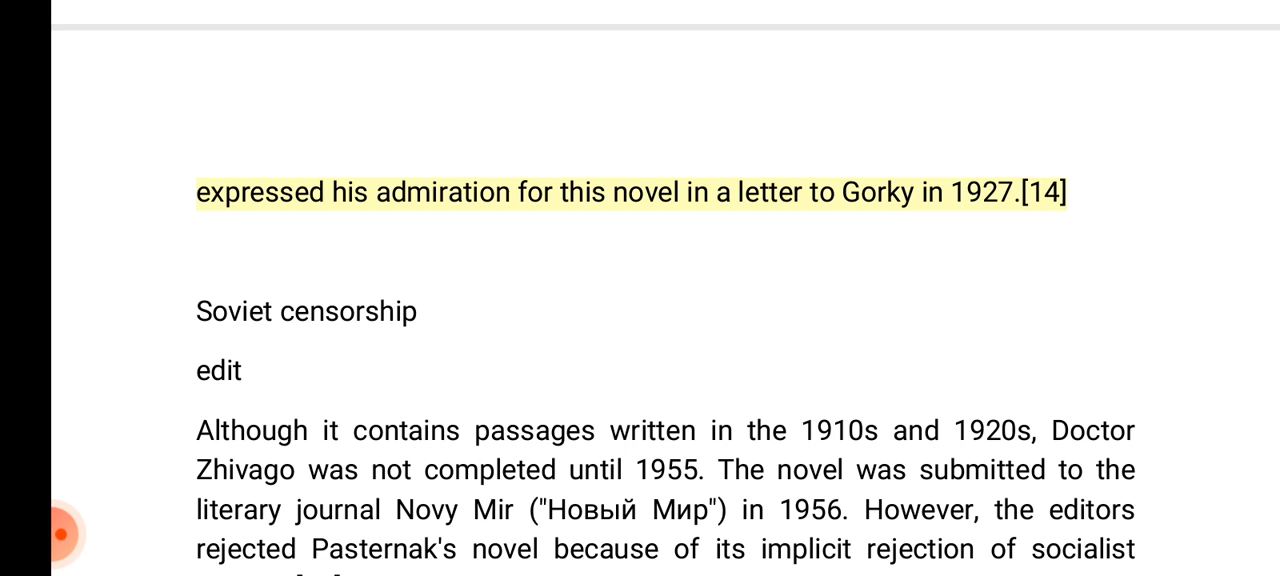 expressed his admiration for this novel in a letter to Gorky in 1927.[14]
Soviet censorship
edit
Although it contains passages written in the 1910s and 1920s, Doctor
Zhivago was not completed until 1955. The novel was submitted to the
literary journal Novy Mir ("Новый Мир") in 1956. However, the editors
rejected Pasternak's novel because of its implicit rejection of socialist